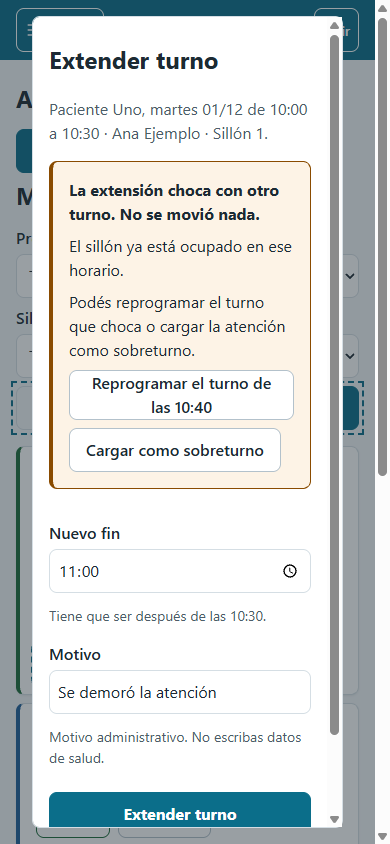 Extender turno
Paciente Uno, martes 01/12 de 10:00
a 10:30 · Ana Ejemplo · Sillón 1.
La extensión choca con otro
turno. No se movió nada.
El sillón ya está ocupado en ese
horario.
Podés reprogramar el turno
que choca o cargar la atención
como sobreturno.
Reprogramar el turno de
las 10:40
Cargar como sobreturno
Nuevo fin
11:00
Tiene que ser después de las 10:30.
Motivo
Se demoró la atención
Motivo administrativo. No escribas datos
de salud.
Extender turno